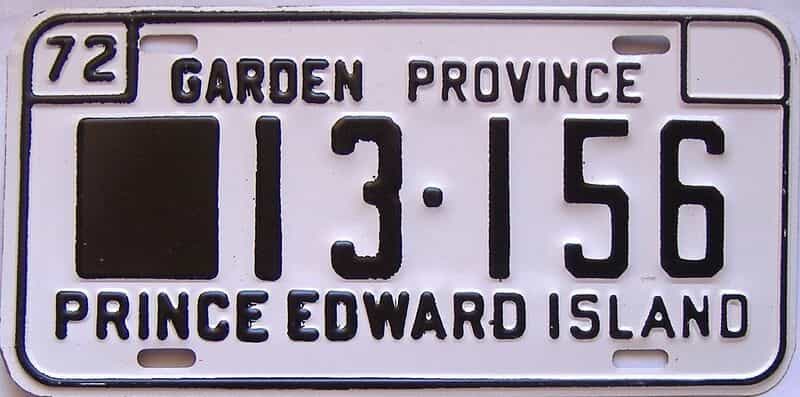 72
GARDEN PROVINCE
13·156
PRINCE EDWARD ISLAND